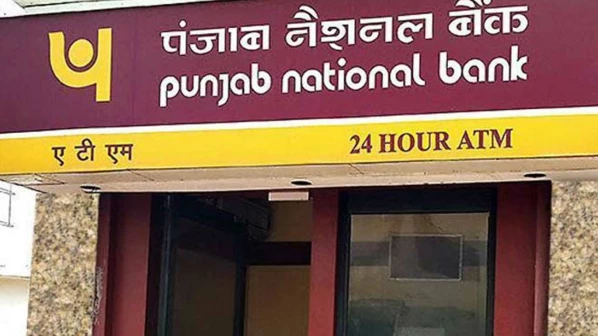 पंजाब नैशनल बैंक
punjab national bank
ए टी एम 24 HOUR ATM